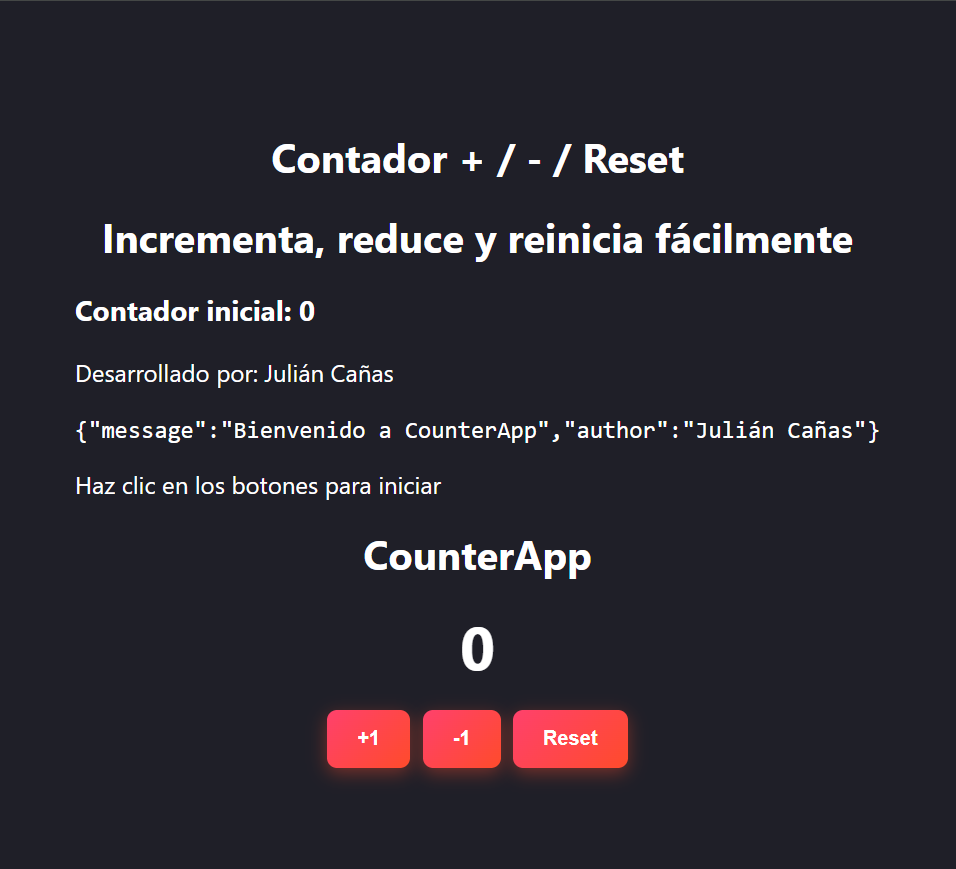 Contador + / - / Reset
Incrementa, reduce y reinicia fácilmente
Contador inicial: 0
Desarrollado por: Julián Cañas
{"message":"Bienvenido a CounterApp","author":"Julián Cañas"}
Haz clic en los botones para iniciar
CounterApp
0
+1 -1 Reset